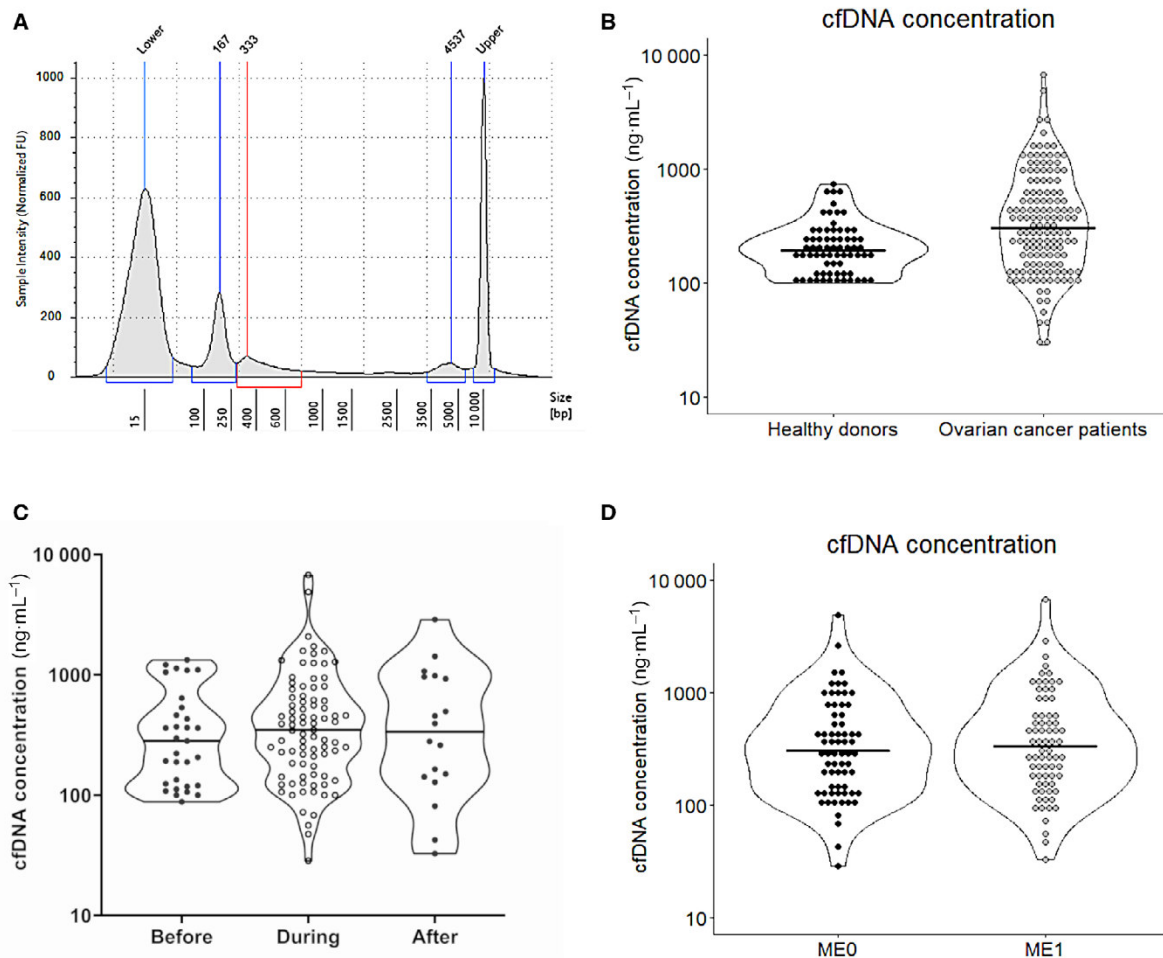 A
Lower
167
333
4537
Upper
Sample Intensity (Normalized FU)
1000
800
600
400
200
0
15
100
250
400
600
1000
1500
2500
3500
5000
10 000
Size
[bp]
B
cfDNA concentration
cfDNA concentration (ng·mL−1)
10 000
1000
100
10
Healthy donors
Ovarian cancer patients
C
cfDNA concentration (ng·mL−1)
10 000
1000
100
10
Before
During
After
D
cfDNA concentration
cfDNA concentration (ng·mL−1)
10 000
1000
100
10
ME0
ME1